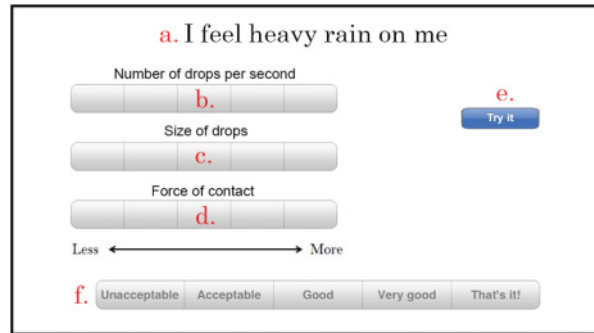 a. I feel heavy rain on me
Number of drops per second
b.
e.
Try it
Size of drops
c.
Force of contact
d.
Less More
f. Unacceptable Acceptable Good Very good That's it!